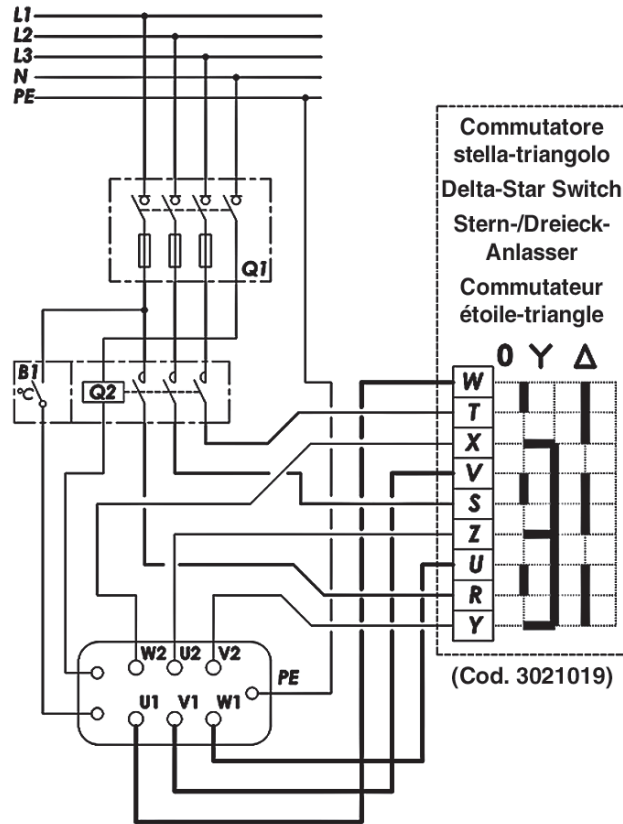 L1
L2
L3
N
PE
Commutatore
stella-triangolo
Delta-Star Switch
Stern-/Dreieck-
Anlasser
Commutateur
étoile-triangle
Q1
0 Y Δ
B1
°C
Q2
W
T
X
V
S
Z
U
R
Y
W2 U2 V2
PE
U1 V1 W1
(Cod. 3021019)